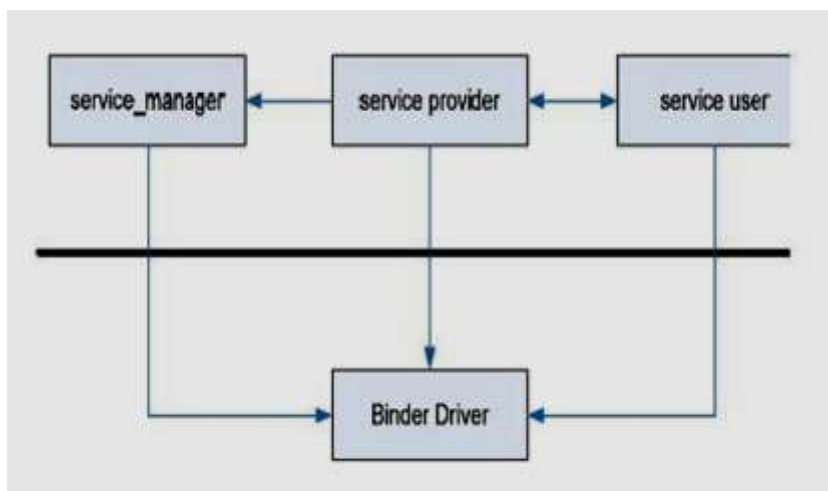 service_manager
service provider
service user
Binder Driver